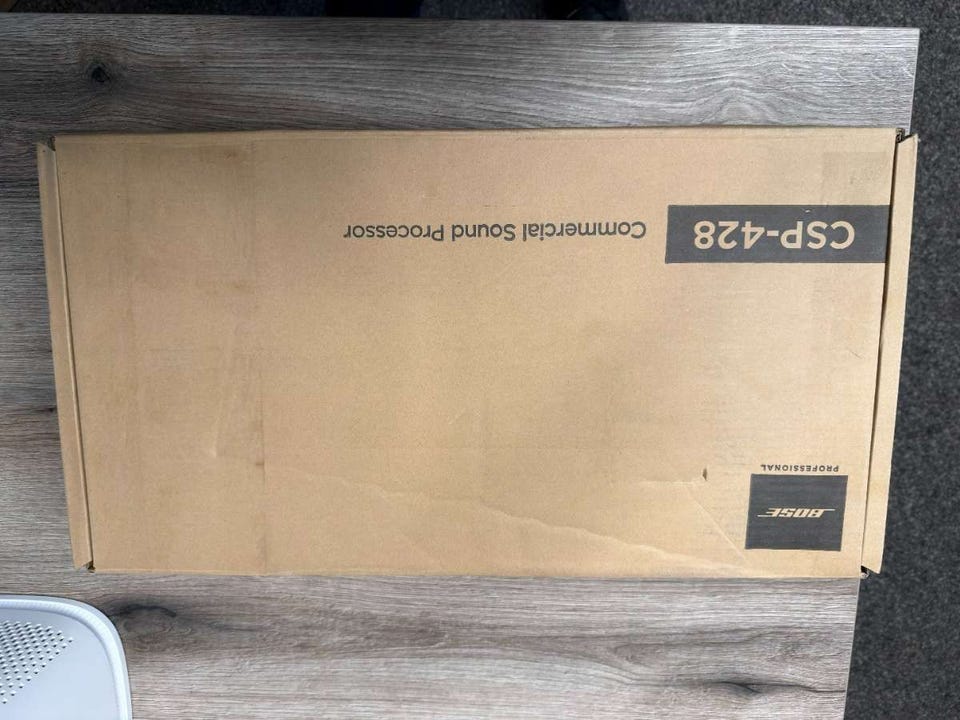 CSP-428 Commercial Sound Processor
BOSE
PROFESSIONAL